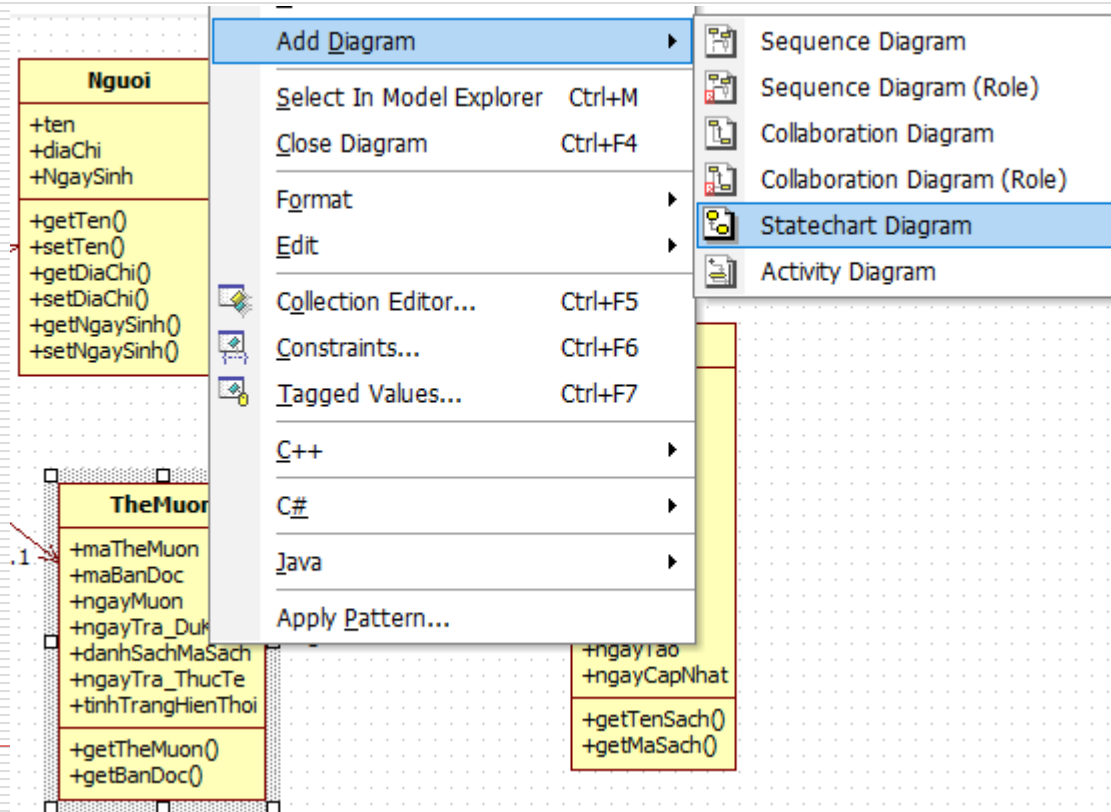 Nguoi
+ten
+diaChi
+NgaySinh
+getTen()
+setTen()
+getDiaChi()
+setDiaChi()
+getNgaySinh()
+setNgaySinh()
Add Diagram
Select In Model Explorer Ctrl+M
Close Diagram Ctrl+F4
Format
Edit
Collection Editor... Ctrl+F5
Constraints... Ctrl+F6
Tagged Values... Ctrl+F7
C++
C#
Java
Apply Pattern...
Sequence Diagram
Sequence Diagram (Role)
Collaboration Diagram
Collaboration Diagram (Role)
Statechart Diagram
Activity Diagram
.1
TheMuon
+maTheMuon
+maBanDoc
+ngayMuon
+ngayTra_Du
+danhSachMaSach
+ngayTra_ThucTe
+tinhTrangHienThoi
+getTheMuon()
+getBanDoc()
+ngayTao
+ngayCapNhat
+getTenSach()
+getMaSach()